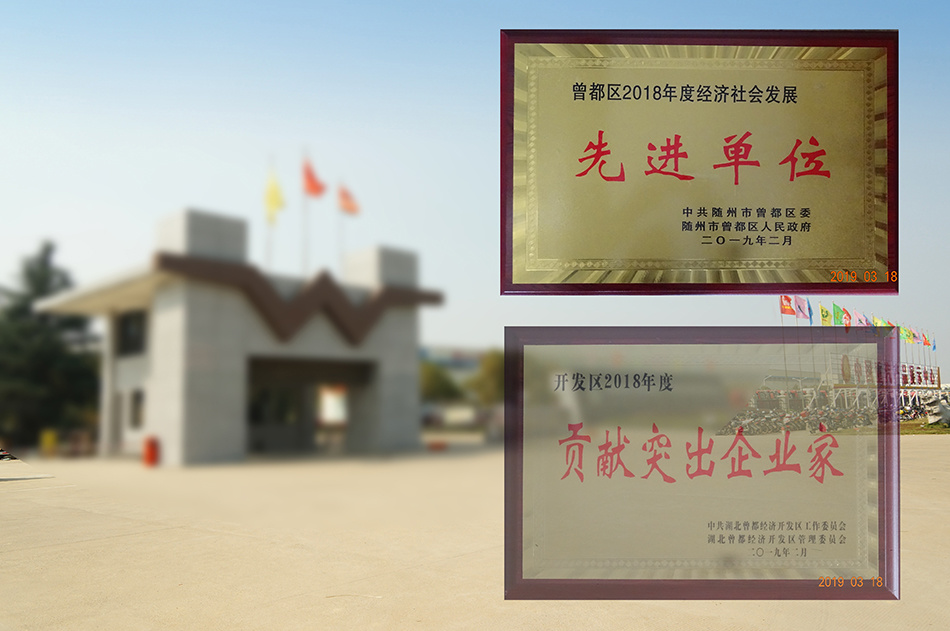 曾都区2018年度经济社会发展
先进单位
中共随州市曾都区委
随州市曾都区人民政府
二〇一九年二月
2019 03 18
开发区2018年度
贡献突出企业家
中共湖北曾都经济开发区工作委员会
湖北曾都经济开发区管理委员会
二〇一九年二月
2019 03 18